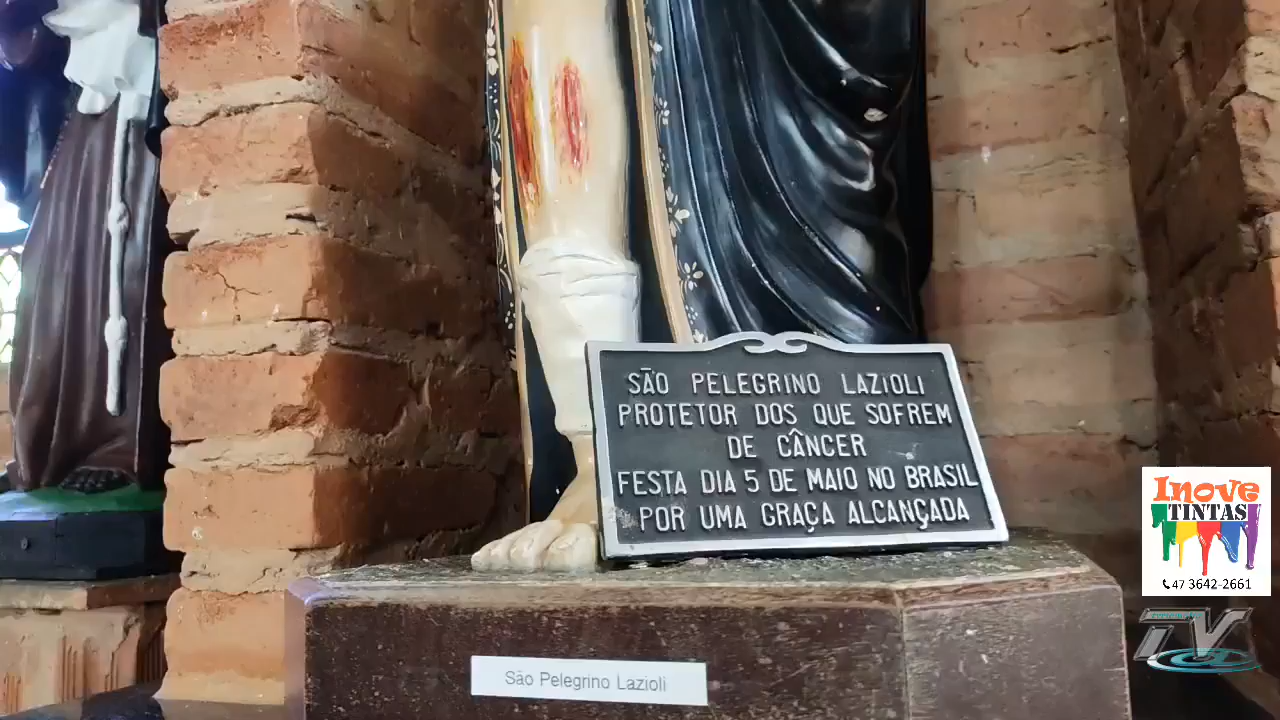 SÃO PELEGRINO LAZIOLI
PROTETOR DOS QUE SOFREM
DE CÂNCER
FESTA DIA 5 DE MAIO NO BRASIL
POR UMA GRAÇA ALCANÇADA
São Pelegrino Lazioli
Inove
TINTAS
47 3642-2661
TV